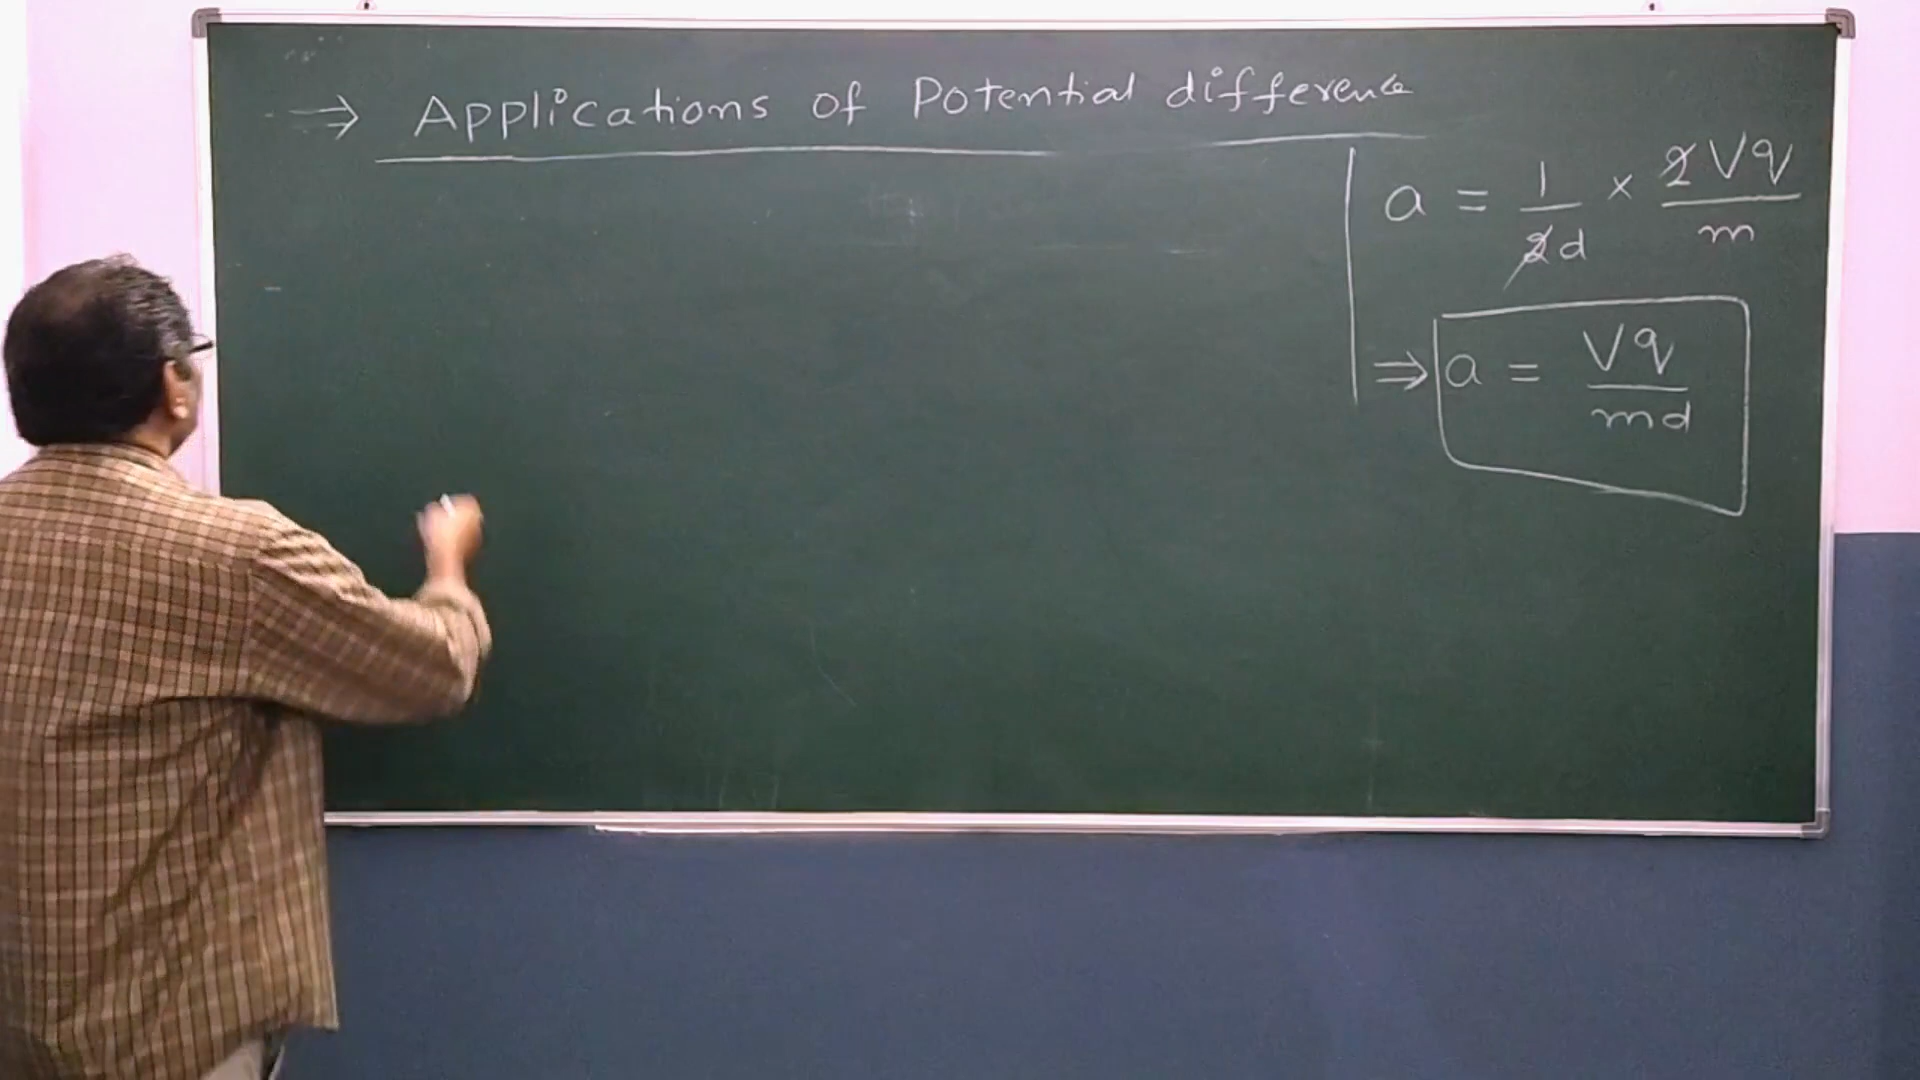 ⇒ Applications of Potential difference
a = 1/2d × 2Vq/m
⇒ a = Vq/md